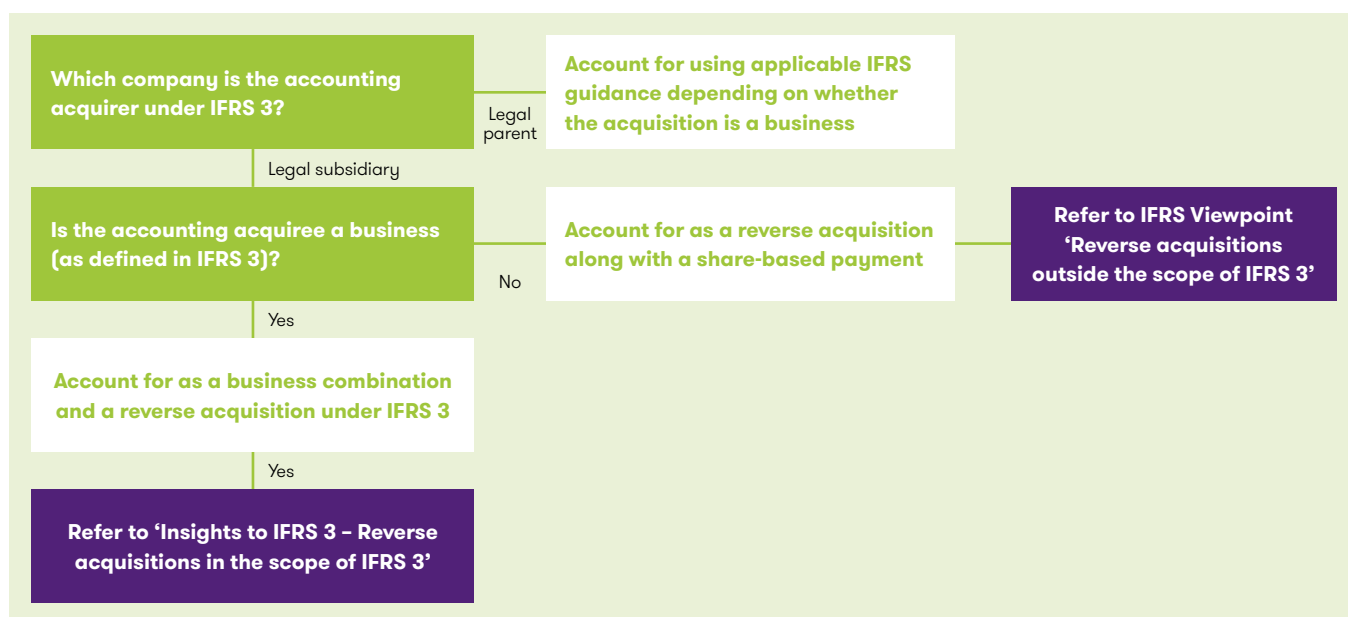 Which company is the accounting
acquirer under IFRS 3?
Legal
parent
Account for using applicable IFRS
guidance depending on whether
the acquisition is a business
Legal subsidiary
Is the accounting acquiree a business
(as defined in IFRS 3)?
No
Account for as a reverse acquisition
along with a share-based payment
Refer to IFRS Viewpoint
‘Reverse acquisitions
outside the scope of IFRS 3’
Yes
Account for as a business combination
and a reverse acquisition under IFRS 3
Yes
Refer to ‘Insights to IFRS 3 – Reverse
acquisitions in the scope of IFRS 3’